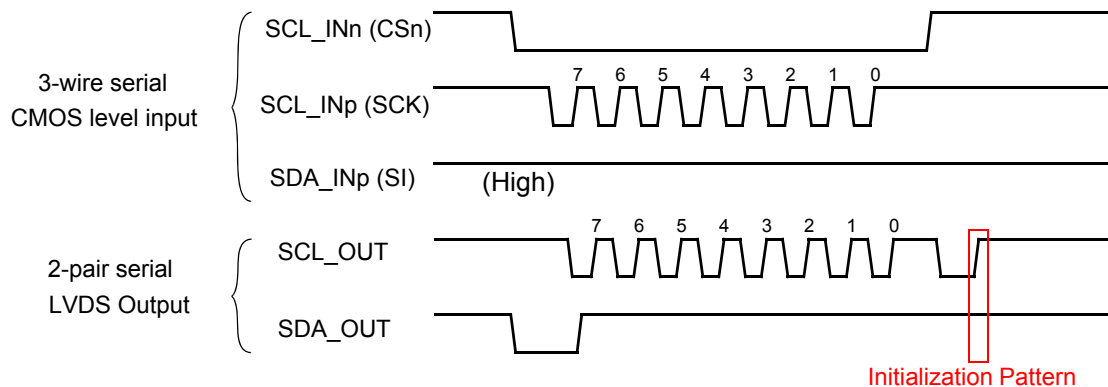 SCL_INn (CSn)
7 6 5 4 3 2 1 0
3-wire serial
CMOS level input
SCL_INp (SCK)
SDA_INp (SI)
(High)
7 6 5 4 3 2 1 0
SCL_OUT
2-pair serial
LVDS Output
SDA_OUT
Initialization Pattern